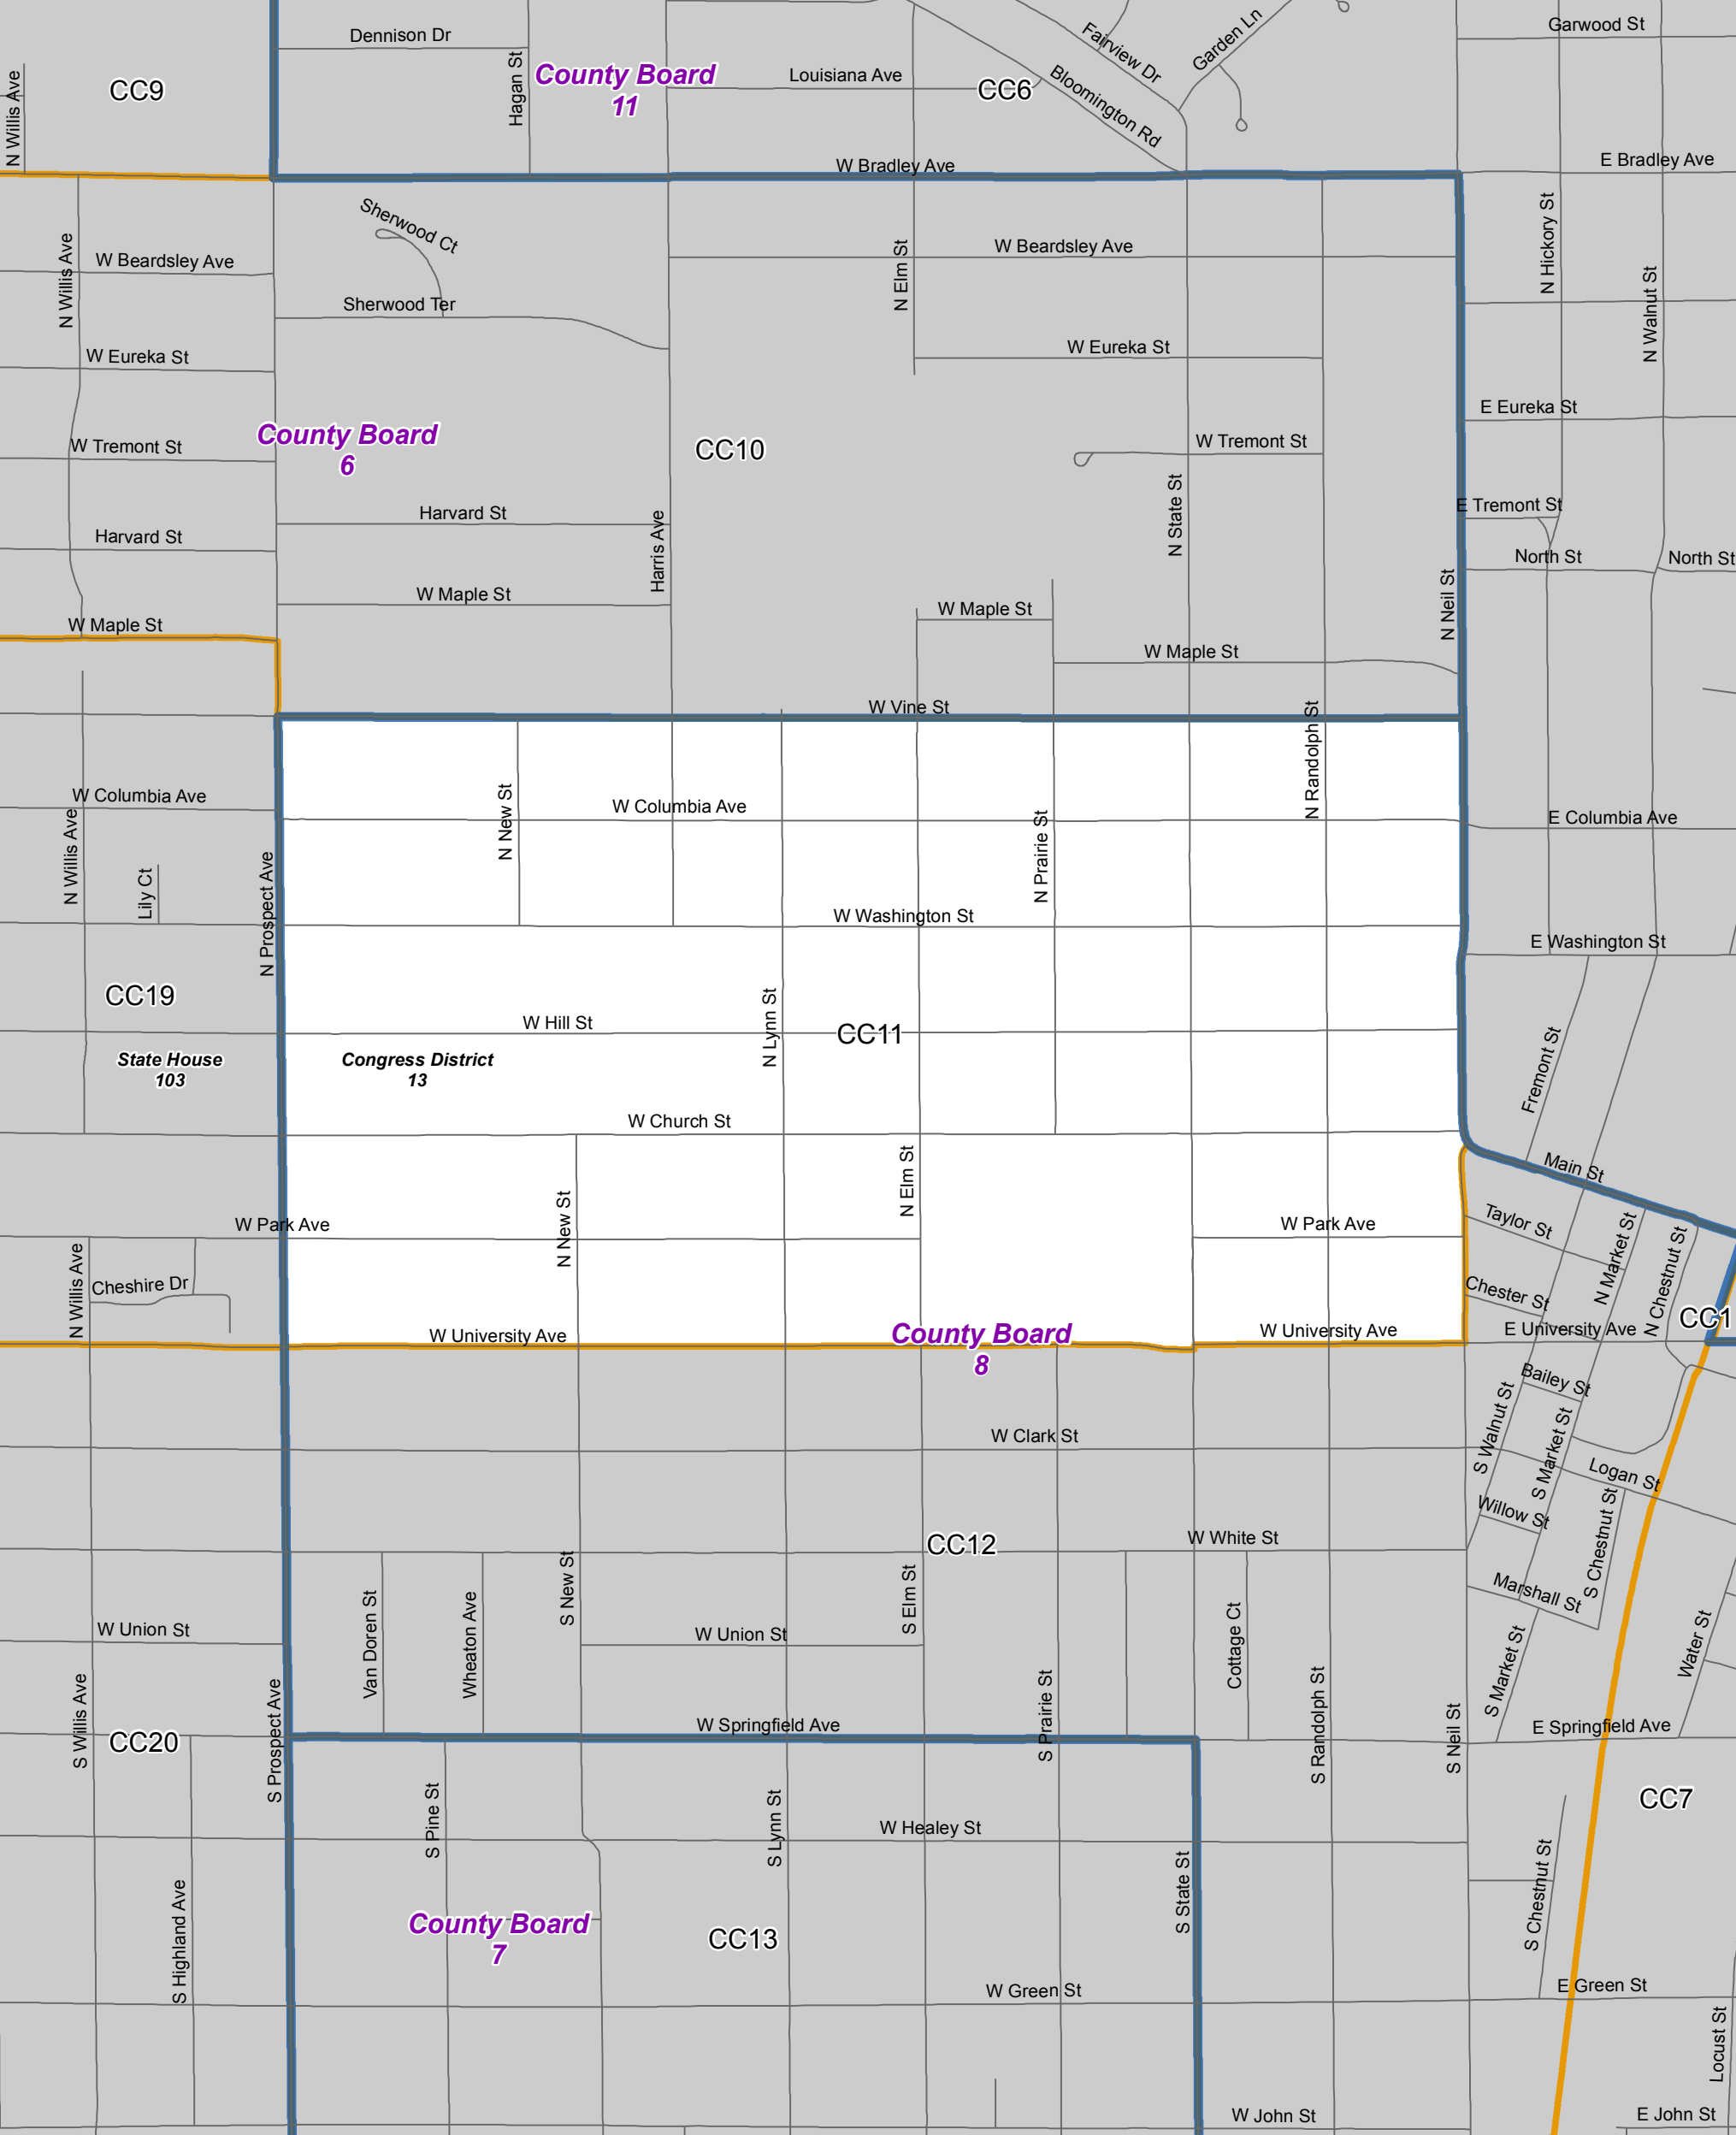 Garwood St
Dennison Dr
Fairview Dr
Garden Ln
County Board
11
Louisiana Ave
CC9
CC6
Hagan St
N Willis Ave
Bloomington Rd
W Bradley Ave
E Bradley Ave
Sherwood Ct
N Hickory St
W Beardsley Ave
W Beardsley Ave
N Willis Ave
N Elm St
Sherwood Ter
N Walnut St
W Eureka St
W Eureka St
E Eureka St
County Board
6
W Tremont St
CC10
W Tremont St
Harvard St
N State St
E Tremont St
Harvard St
Harris Ave
North St
North St
W Maple St
W Maple St
N Neil St
W Maple St
W Maple St
W Vine St
N Randolph St
W Columbia Ave
N New St
W Columbia Ave
E Columbia Ave
N Willis Ave
Lily Ct
N Prospect Ave
N Prairie St
W Washington St
E Washington St
CC19
W Hill St
N Lynn St
CC11
State House
103
Congress District
13
Fremont St
W Church St
N Elm St
Main St
W Park Ave
N New St
W Park Ave
Taylor St
N Market St
N Chestnut St
N Willis Ave
Cheshire Dr
Chester St
CC1
W University Ave
County Board
8
W University Ave
E University Ave
Bailey St
W Clark St
S Walnut St
S Market St
Logan St
Willow St
CC12
W White St
S Chestnut St
S New St
Van Doren St
Wheaton Ave
S Elm St
Marshall St
Cottage Ct
W Union St
W Union St
Water St
S Market St
S Willis Ave
CC20
S Prospect Ave
W Springfield Ave
S Prairie St
S Randolph St
S Neil St
E Springfield Ave
CC7
S Pine St
S Lynn St
W Healey St
S State St
S Chestnut St
S Highland Ave
County Board
7
CC13
W Green St
E Green St
Locust St
W John St
E John St